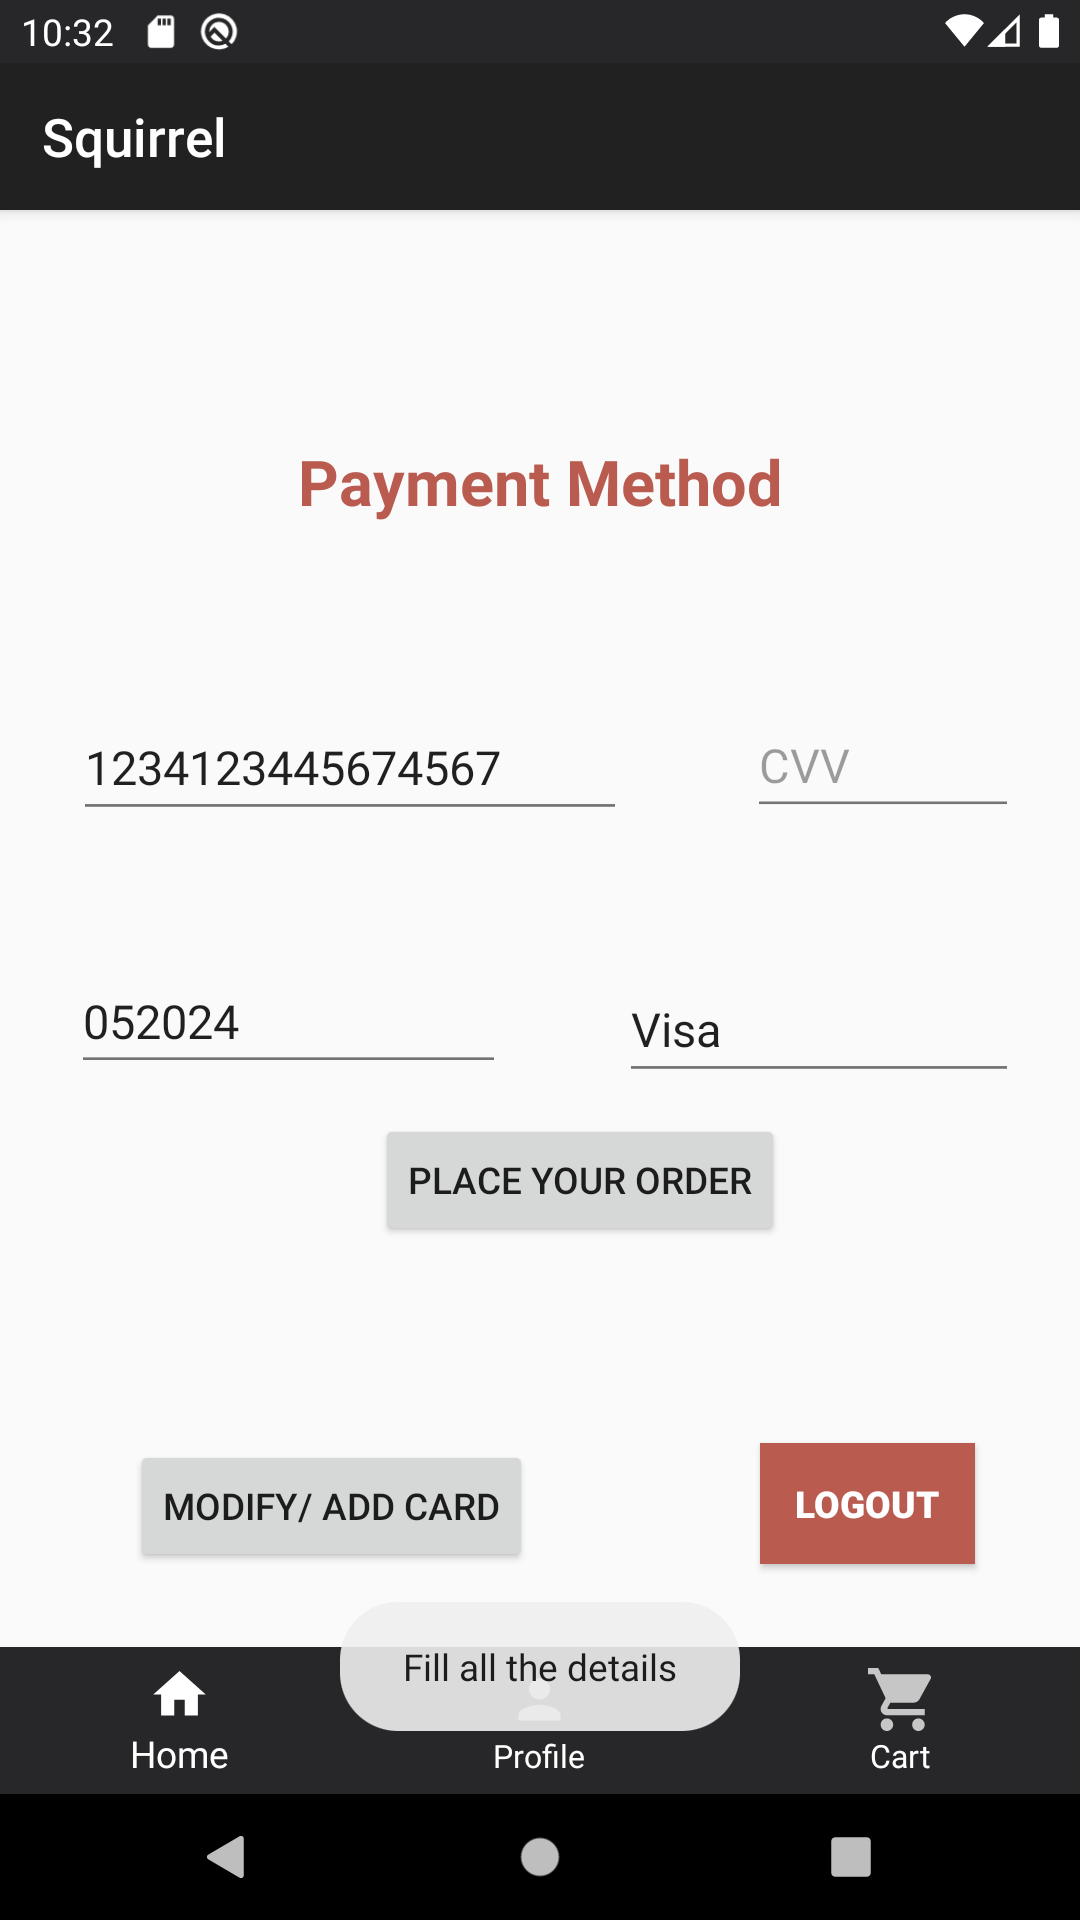 10:32
Squirrel
Payment Method
1234123445674567
CVV
052024
Visa
PLACE YOUR ORDER
MODIFY/ ADD CARD
LOGOUT
Fill all the details
Home
Profile
Cart